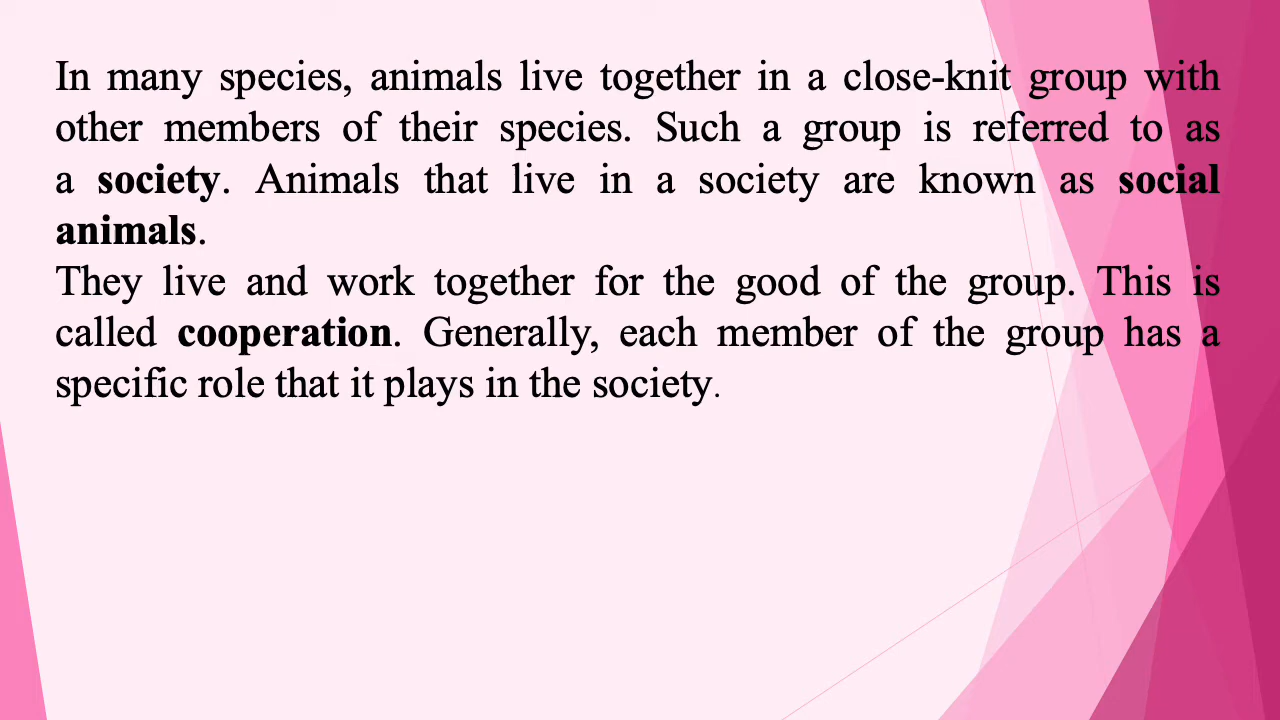 In many species, animals live together in a close-knit group with
other members of their species. Such a group is referred to as
a society. Animals that live in a society are known as social
animals.
They live and work together for the good of the group. This is
called cooperation. Generally, each member of the group has a
specific role that it plays in the society.